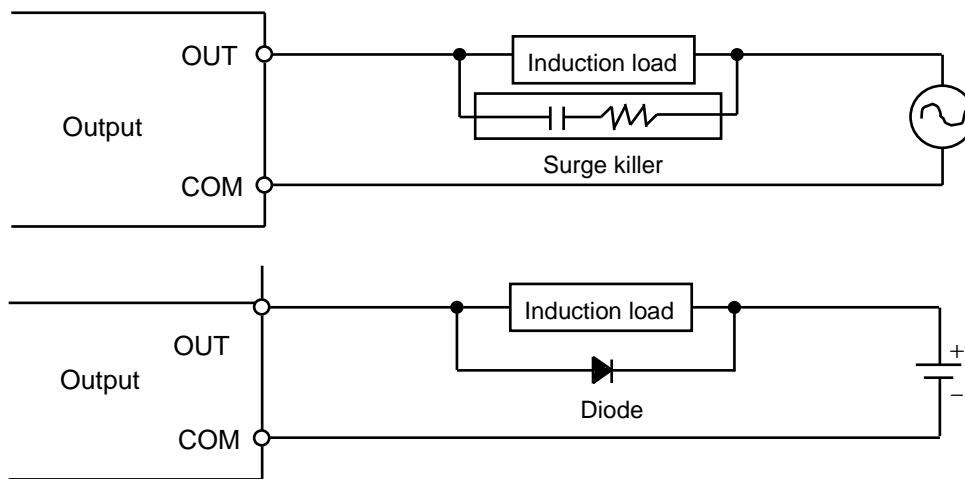 OUT
Induction load
Output
Surge killer
COM
Induction load
OUT
+
Output
Diode
−
COM